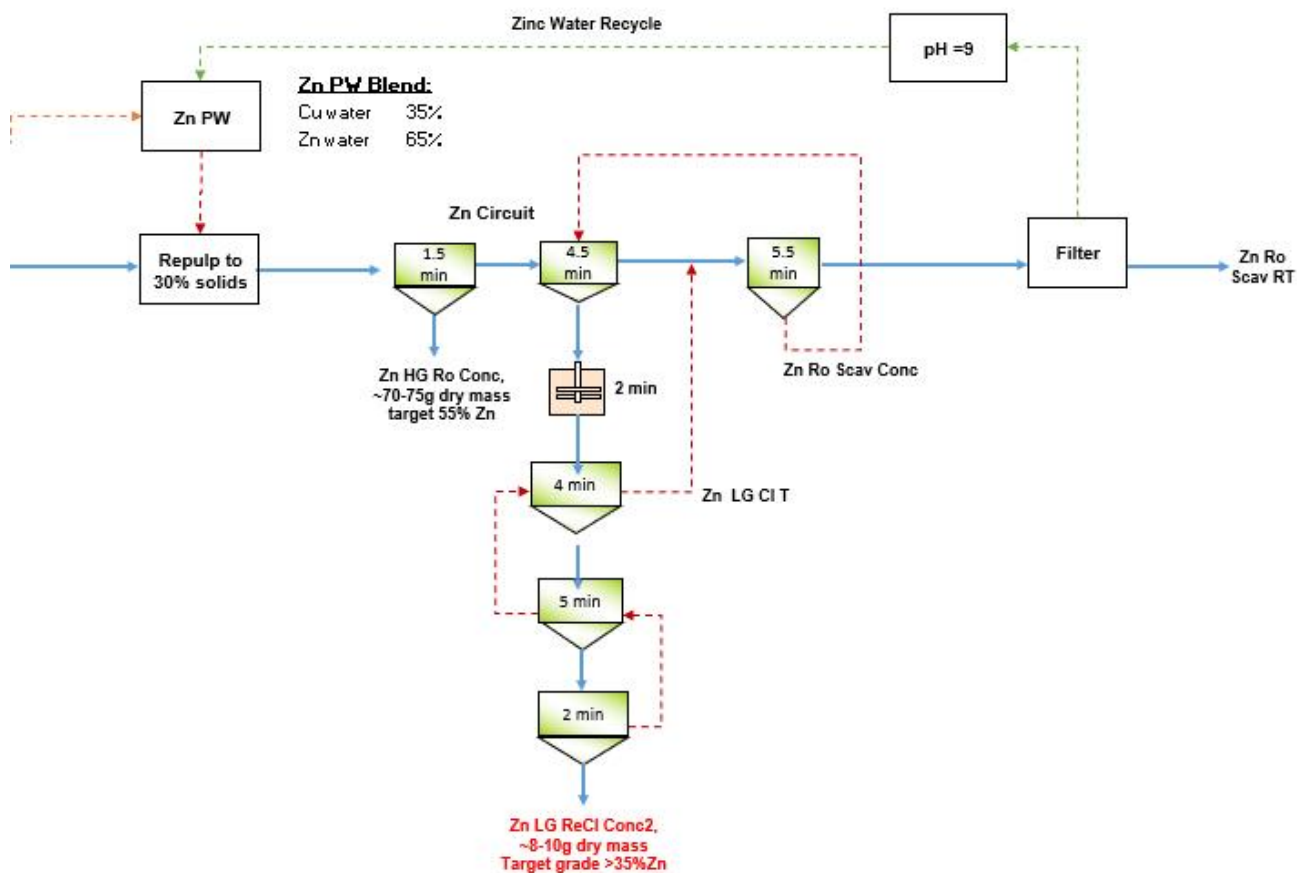 Zinc Water Recycle
pH =9
Zn PW
Zn PW Blend:
Cu water 35%
Zn water 65%
Zn Circuit
Repulp to
30% solids
1.5
min
4.5
min
5.5
min
Filter
Zn Ro
Scav RT
Zn HG Ro Conc,
~70-75g dry mass
target 55% Zn
2 min
Zn Ro Scav Conc
4 min
Zn LG Cl T
5 min
2 min
Zn LG ReCl Conc2,
~8-10g dry mass
Target grade >35%Zn